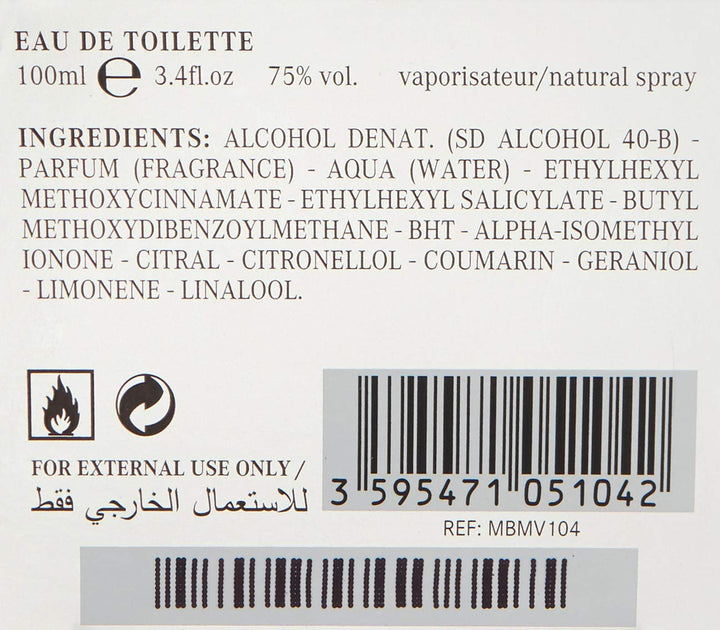 EAU DE TOILETTE
100ml ℮ 3.4fl.oz 75% vol. vaporisateur/natural spray
INGREDIENTS: ALCOHOL DENAT. (SD ALCOHOL 40-B) -
PARFUM (FRAGRANCE) - AQUA (WATER) - ETHYLHEXYL
METHOXYCINNAMATE - ETHYLHEXYL SALICYLATE - BUTYL
METHOXYDIBENZOYLMETHANE - BHT - ALPHA-ISOMETHYL
IONONE - CITRAL - CITRONELLOL - COUMARIN - GERANIOL
- LIMONENE - LINALOOL.
FOR EXTERNAL USE ONLY /
للاستعمال الخارجي فقط
3 595471 051042
REF: MBMV104